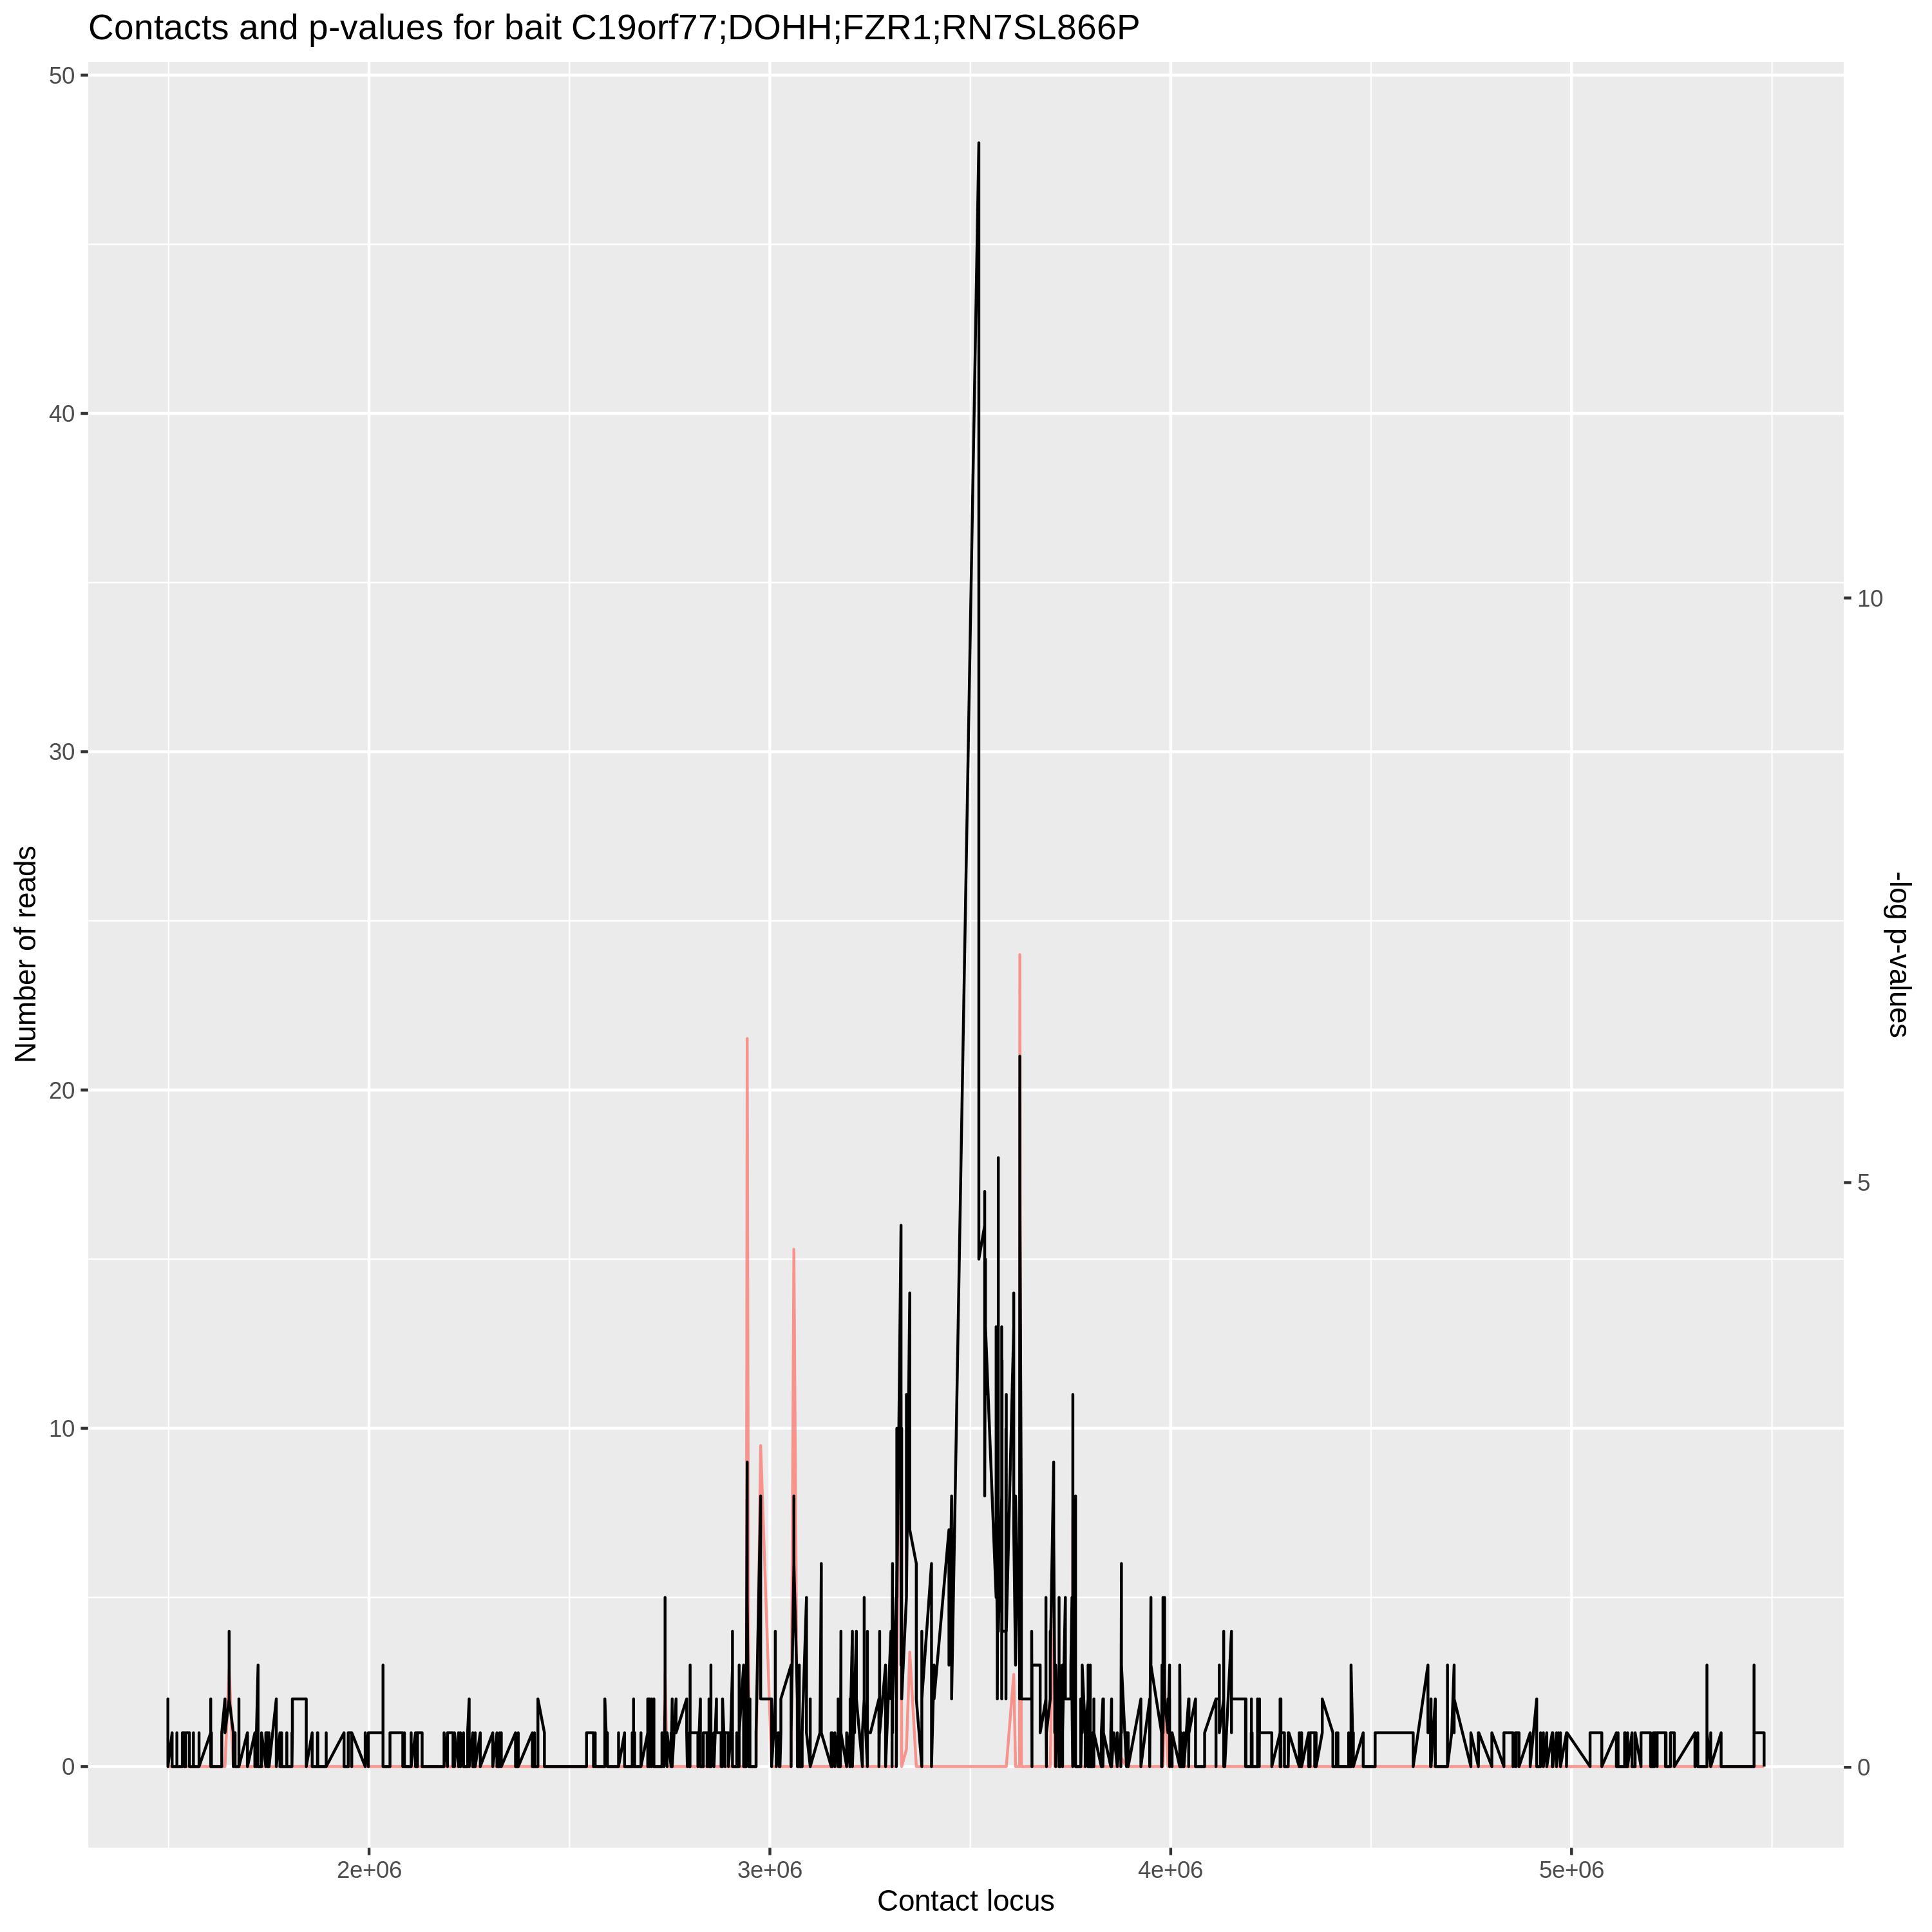 Contacts and p-values for bait C19orf77;DOHH;FZR1;RN7SL866P
50
40
30
20
10
0
Number of reads
10
5
0
-log p-values
2e+06 3e+06 4e+06 5e+06
Contact locus